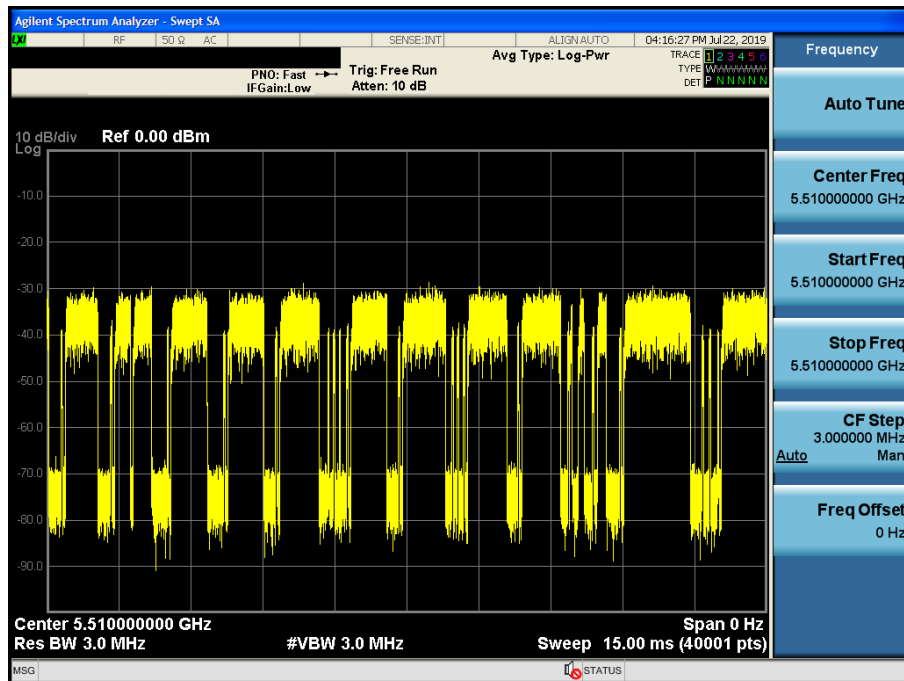 Agilent Spectrum Analyzer - Swept SA
LXI RF 50 Ω AC SENSE:INT ALIGN AUTO 04:16:27 PM Jul 22, 2019
PNO: Fast Trig: Free Run Avg Type: Log-Pwr TRACE 1 2 3 4 5 6
IFGain:Low Atten: 10 dB TYPE WWWWWW
DET P N N N N N
10 dB/div Ref 0.00 dBm
Log
-10.0
-20.0
-30.0
-40.0
-50.0
-60.0
-70.0
-80.0
-90.0
Center 5.510000000 GHz Span 0 Hz
Res BW 3.0 MHz #VBW 3.0 MHz Sweep 15.00 ms (40001 pts)
MSG STATUS
Frequency
Auto Tune
Center Freq
5.510000000 GHz
Start Freq
5.510000000 GHz
Stop Freq
5.510000000 GHz
CF Step
3.000000 MHz
Auto Man
Freq Offset
0 Hz